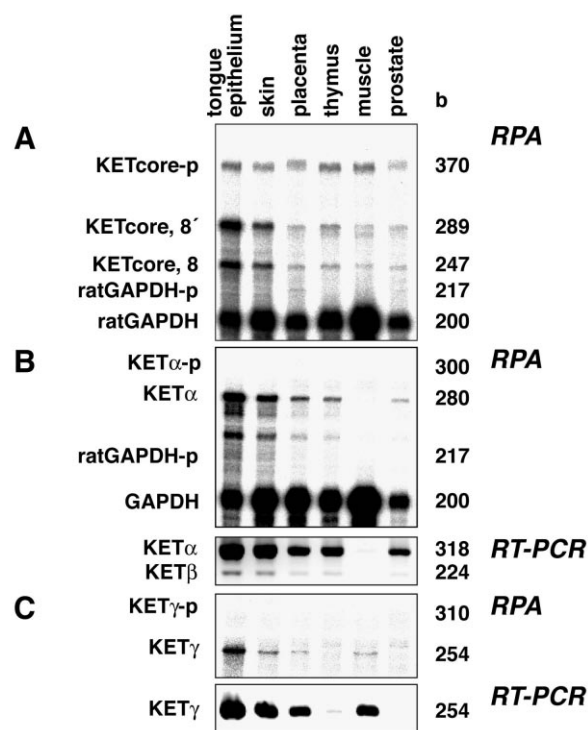 tongue
epithelium
skin
placenta
thymus
muscle
prostate
b
A
RPA
KETcore-p 370
KETcore, 8´ 289
KETcore, 8 247
ratGAPDH-p 217
ratGAPDH 200
B
RPA
KETα-p 300
KETα 280
ratGAPDH-p 217
GAPDH 200
KETα 318 RT-PCR
KETβ 224
C
RPA
KETγ-p 310
KETγ 254
RT-PCR
KETγ 254